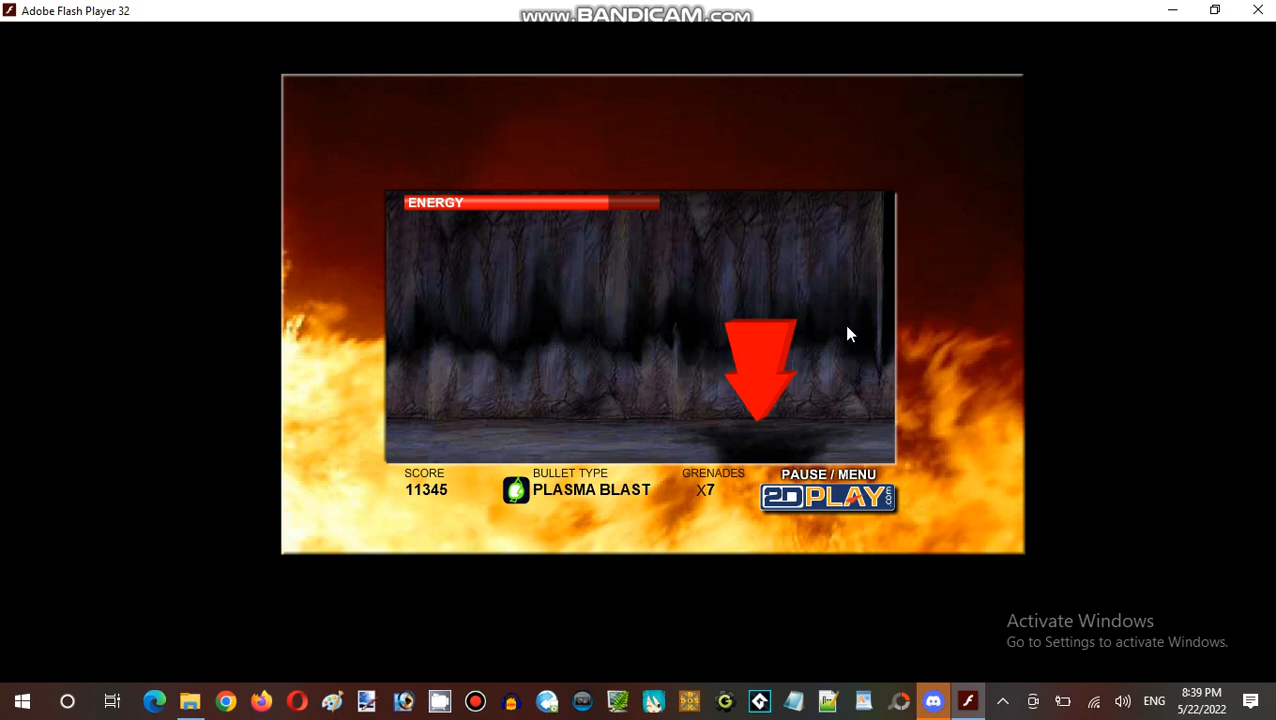 Adobe Flash Player 32
WWW.BANDICAM.COM
ENERGY
SCORE
11345
BULLET TYPE
PLASMA BLAST
GRENADES
X7
PAUSE / MENU
2DPLAY.com
Activate Windows
Go to Settings to activate Windows.
DOS
ENG
8:39 PM
5/22/2022